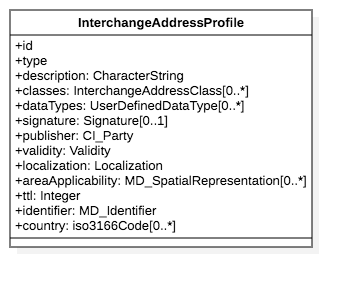 InterchangeAddressProfile
+id
+type
+description: CharacterString
+classes: InterchangeAddressClass[0..*]
+dataTypes: UserDefinedDataType[0..*]
+signature: Signature[0..1]
+publisher: CI_Party
+validity: Validity
+localization: Localization
+areaApplicability: MD_SpatialRepresentation[0..*]
+ttl: Integer
+identifier: MD_Identifier
+country: iso3166Code[0..*]